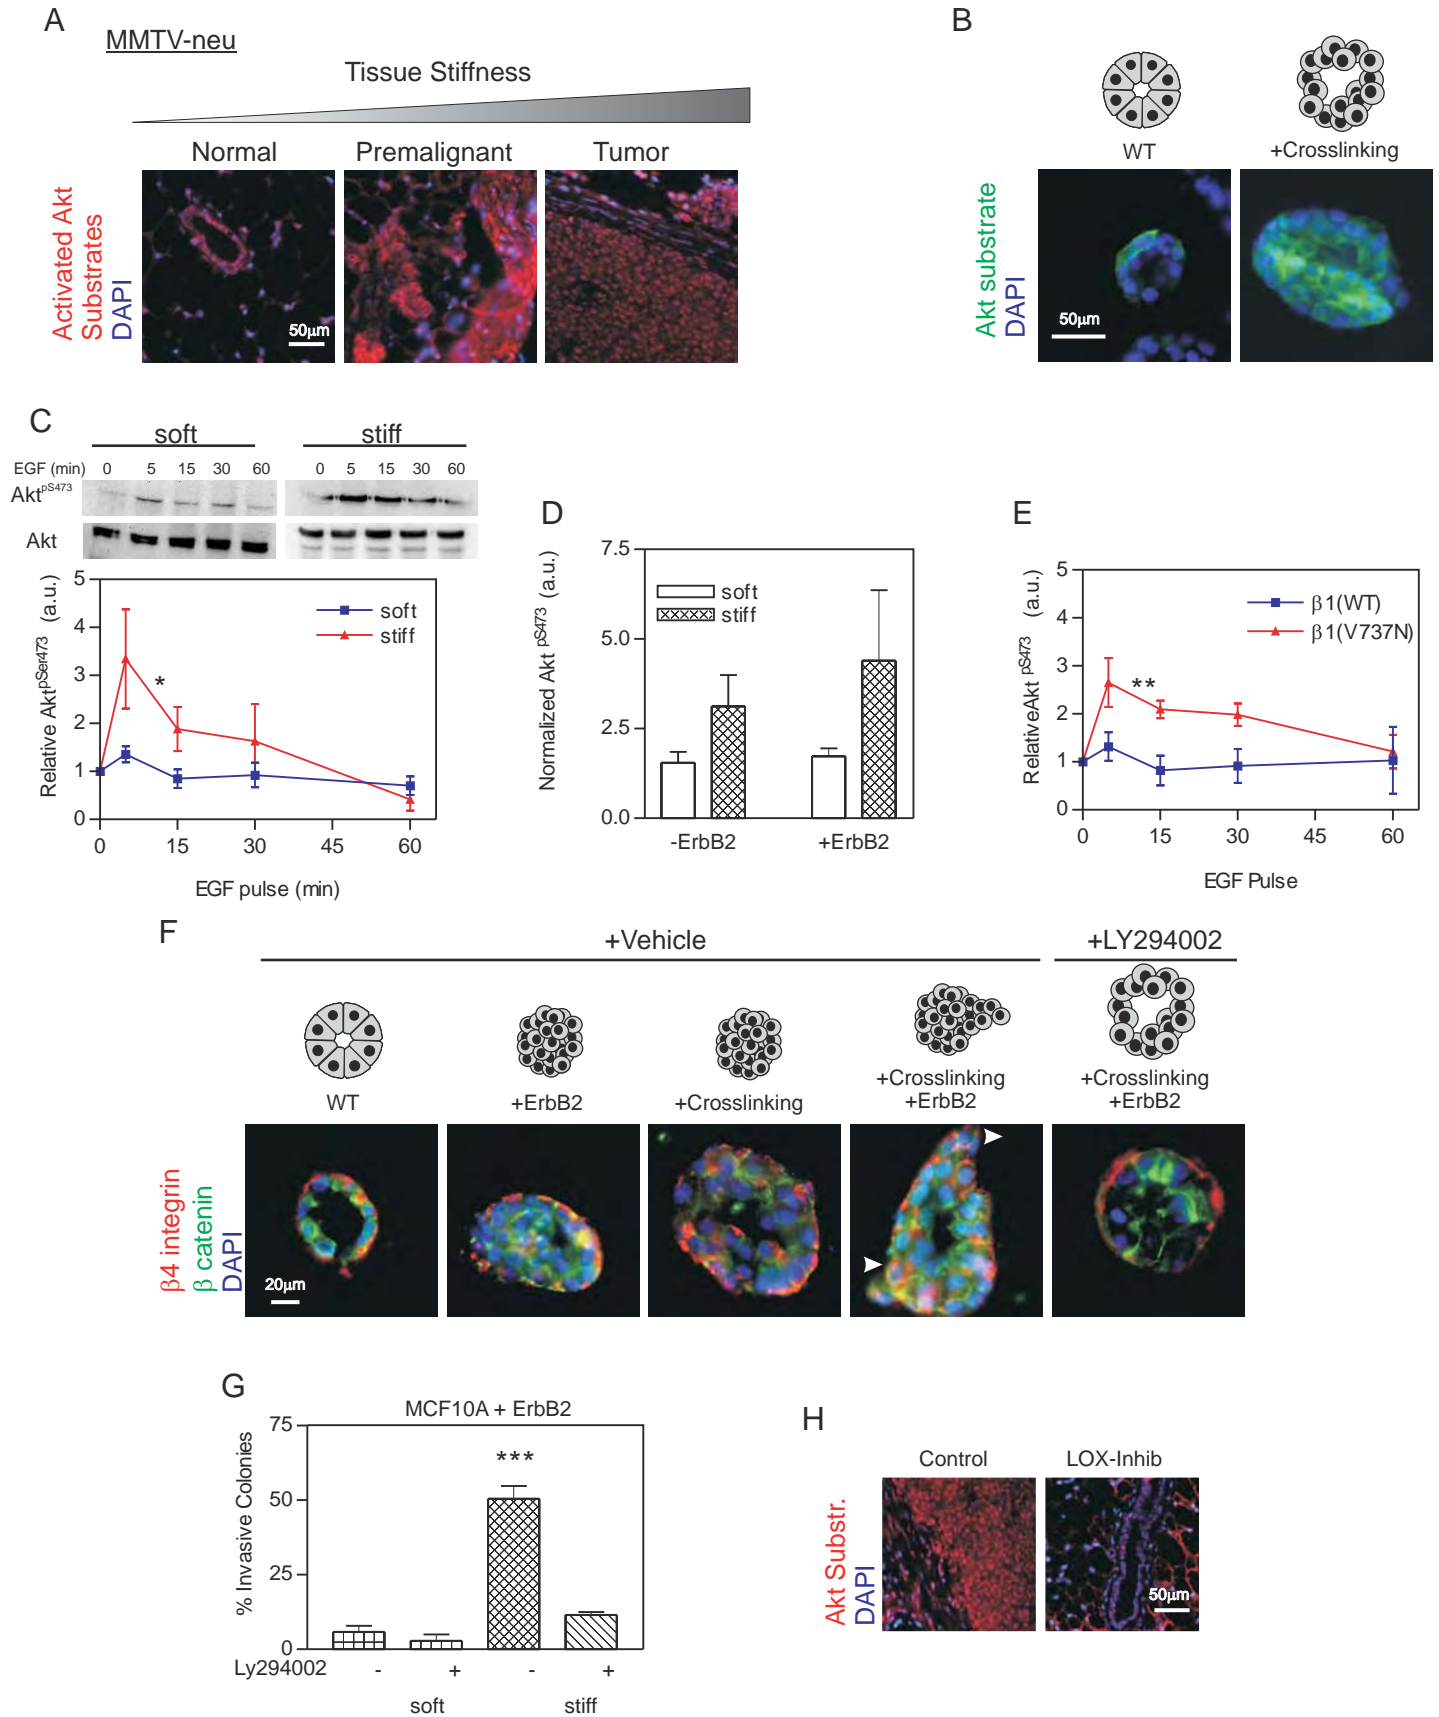 A
MMTV-neu
Tissue Stiffness
Normal Premalignant Tumor
Activated Akt
Substrates
DAPI
50µm
B
WT +Crosslinking
Akt substrate
DAPI
50µm
C
soft stiff
EGF (min) 0 5 15 30 60 0 5 15 30 60
Akt pS473
Akt
Relative Akt pSer473 (a.u.)
5
4
3
2
1
0
soft
stiff
*
0 15 30 45 60
EGF pulse (min)
D
Normalized Akt pS473 (a.u.)
7.5
5.0
2.5
0.0
soft
stiff
-ErbB2 +ErbB2
E
RelativeAkt pS473 (a.u.)
5
4
3
2
1
0
β1(WT)
β1(V737N)
**
0 15 30 45 60
EGF Pulse
F
+Vehicle +LY294002
WT +ErbB2 +Crosslinking +Crosslinking +ErbB2 +Crosslinking +ErbB2
β4 integrin
β catenin
DAPI
20µm
G
MCF10A + ErbB2
% Invasive Colonies
75
50
25
0
***
Ly294002 - + - +
soft stiff
H
Control LOX-Inhib
Akt Substr.
DAPI
50µm